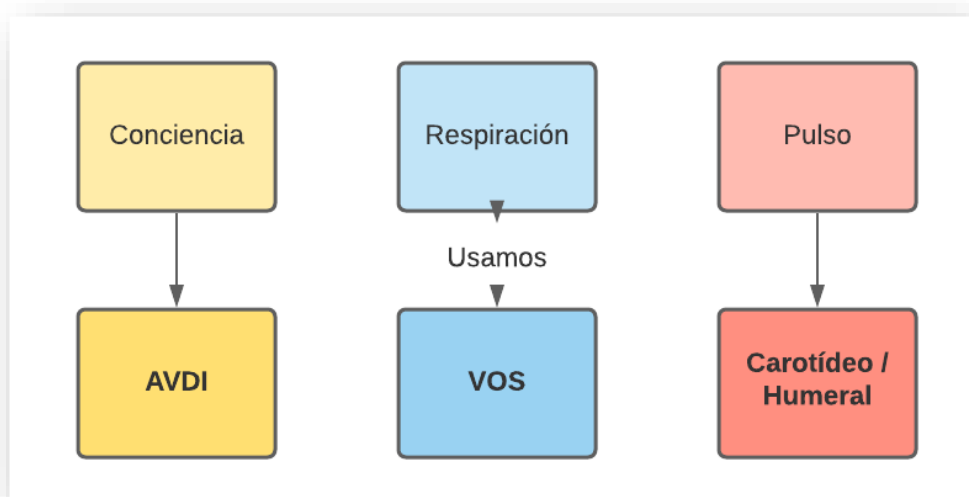 Conciencia
Respiración
Pulso
Usamos
AVDI
VOS
Carotídeo /
Humeral